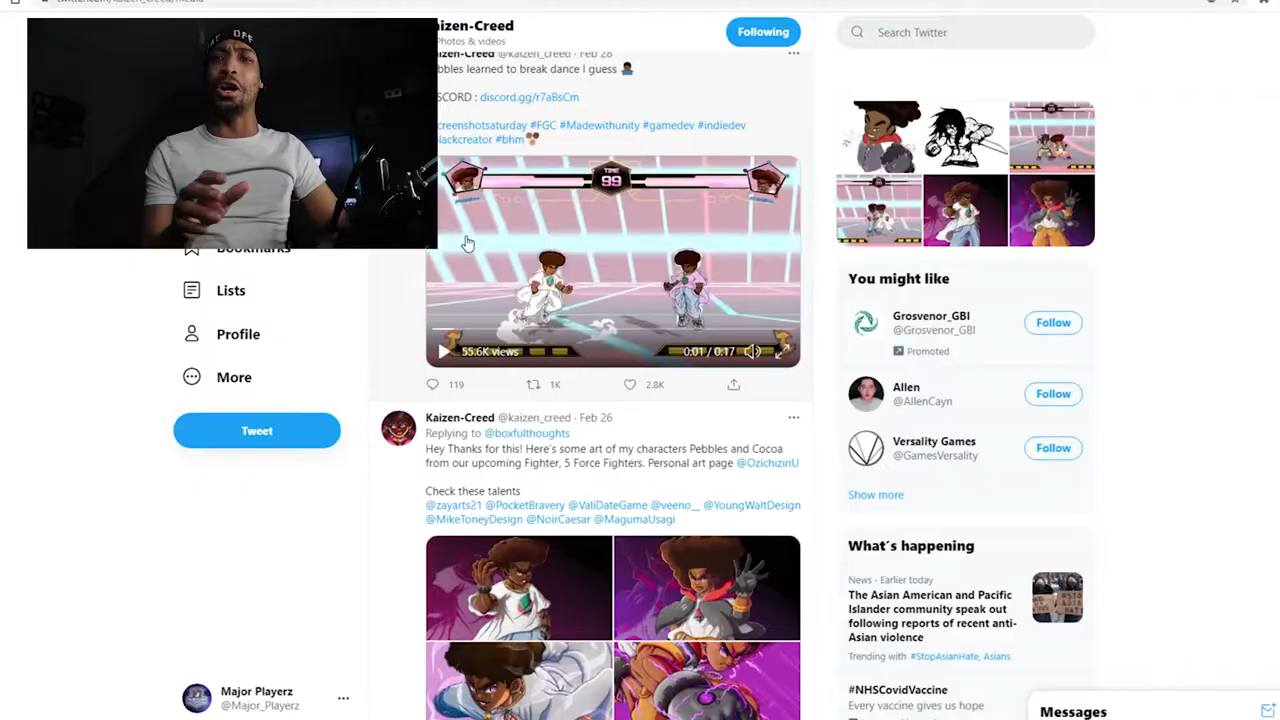 Kaizen-Creed
Photos & videos
Following
Search Twitter
@kaizen_creed · Feb 28
learned to break dance I guess
discord.gg/r7aBsCm
#FGC #Madewithunity #gamedev #indiedev
#bhm
TIME
99
55.6K views
0:01 / 0:17
119
1K
2.8K
Bookmarks
Lists
Profile
More
Tweet
Kaizen-Creed @kaizen_creed · Feb 26
Replying to @boxfulthoughts
Hey Thanks for this! Here's some art of my characters Pebbles and Cocoa
from our upcoming Fighter, 5 Force Fighters. Personal art page @OzichiziriU
Check these talents
@zayarts21 @PocketBravery @ValiDateGame @veeno__ @YoungWaltDesign
@MikeToneyDesign @NoirCaesar @MagumaUsagi
Major Playerz
@Major_Playerz
You might like
Grosvenor_GBI
@Grosvenor_GBI
Promoted
Follow
Allen
@AllenCayn
Follow
Versality Games
@GamesVersality
Follow
Show more
What's happening
News · Earlier today
The Asian American and Pacific
Islander community speak out
following reports of recent anti-
Asian violence
Trending with #StopAsianHate, Asians
#NHSCovidVaccine
Every vaccine gives us hope
Messages